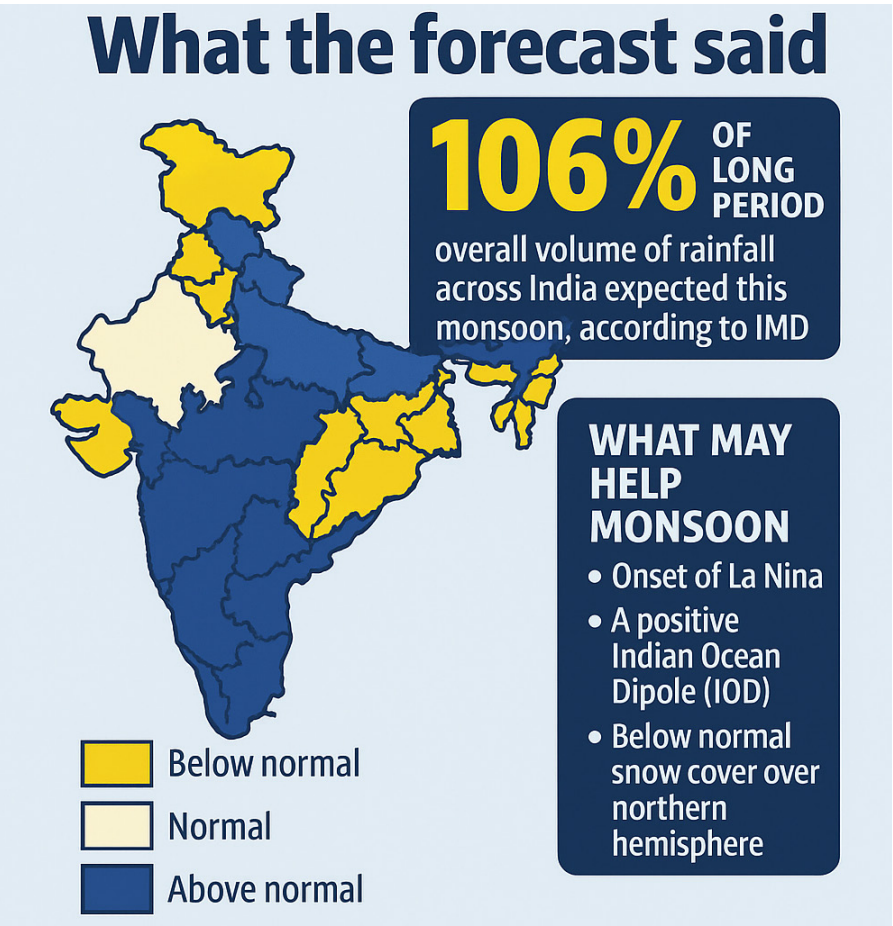 What the forecast said
106% OF
LONG
PERIOD
overall volume of rainfall
across India expected this
monsoon, according to IMD
WHAT MAY
HELP
MONSOON
• Onset of La Nina
• A positive
Indian Ocean
Dipole (IOD)
• Below normal
snow cover over
northern
hemisphere
Below normal
Normal
Above normal